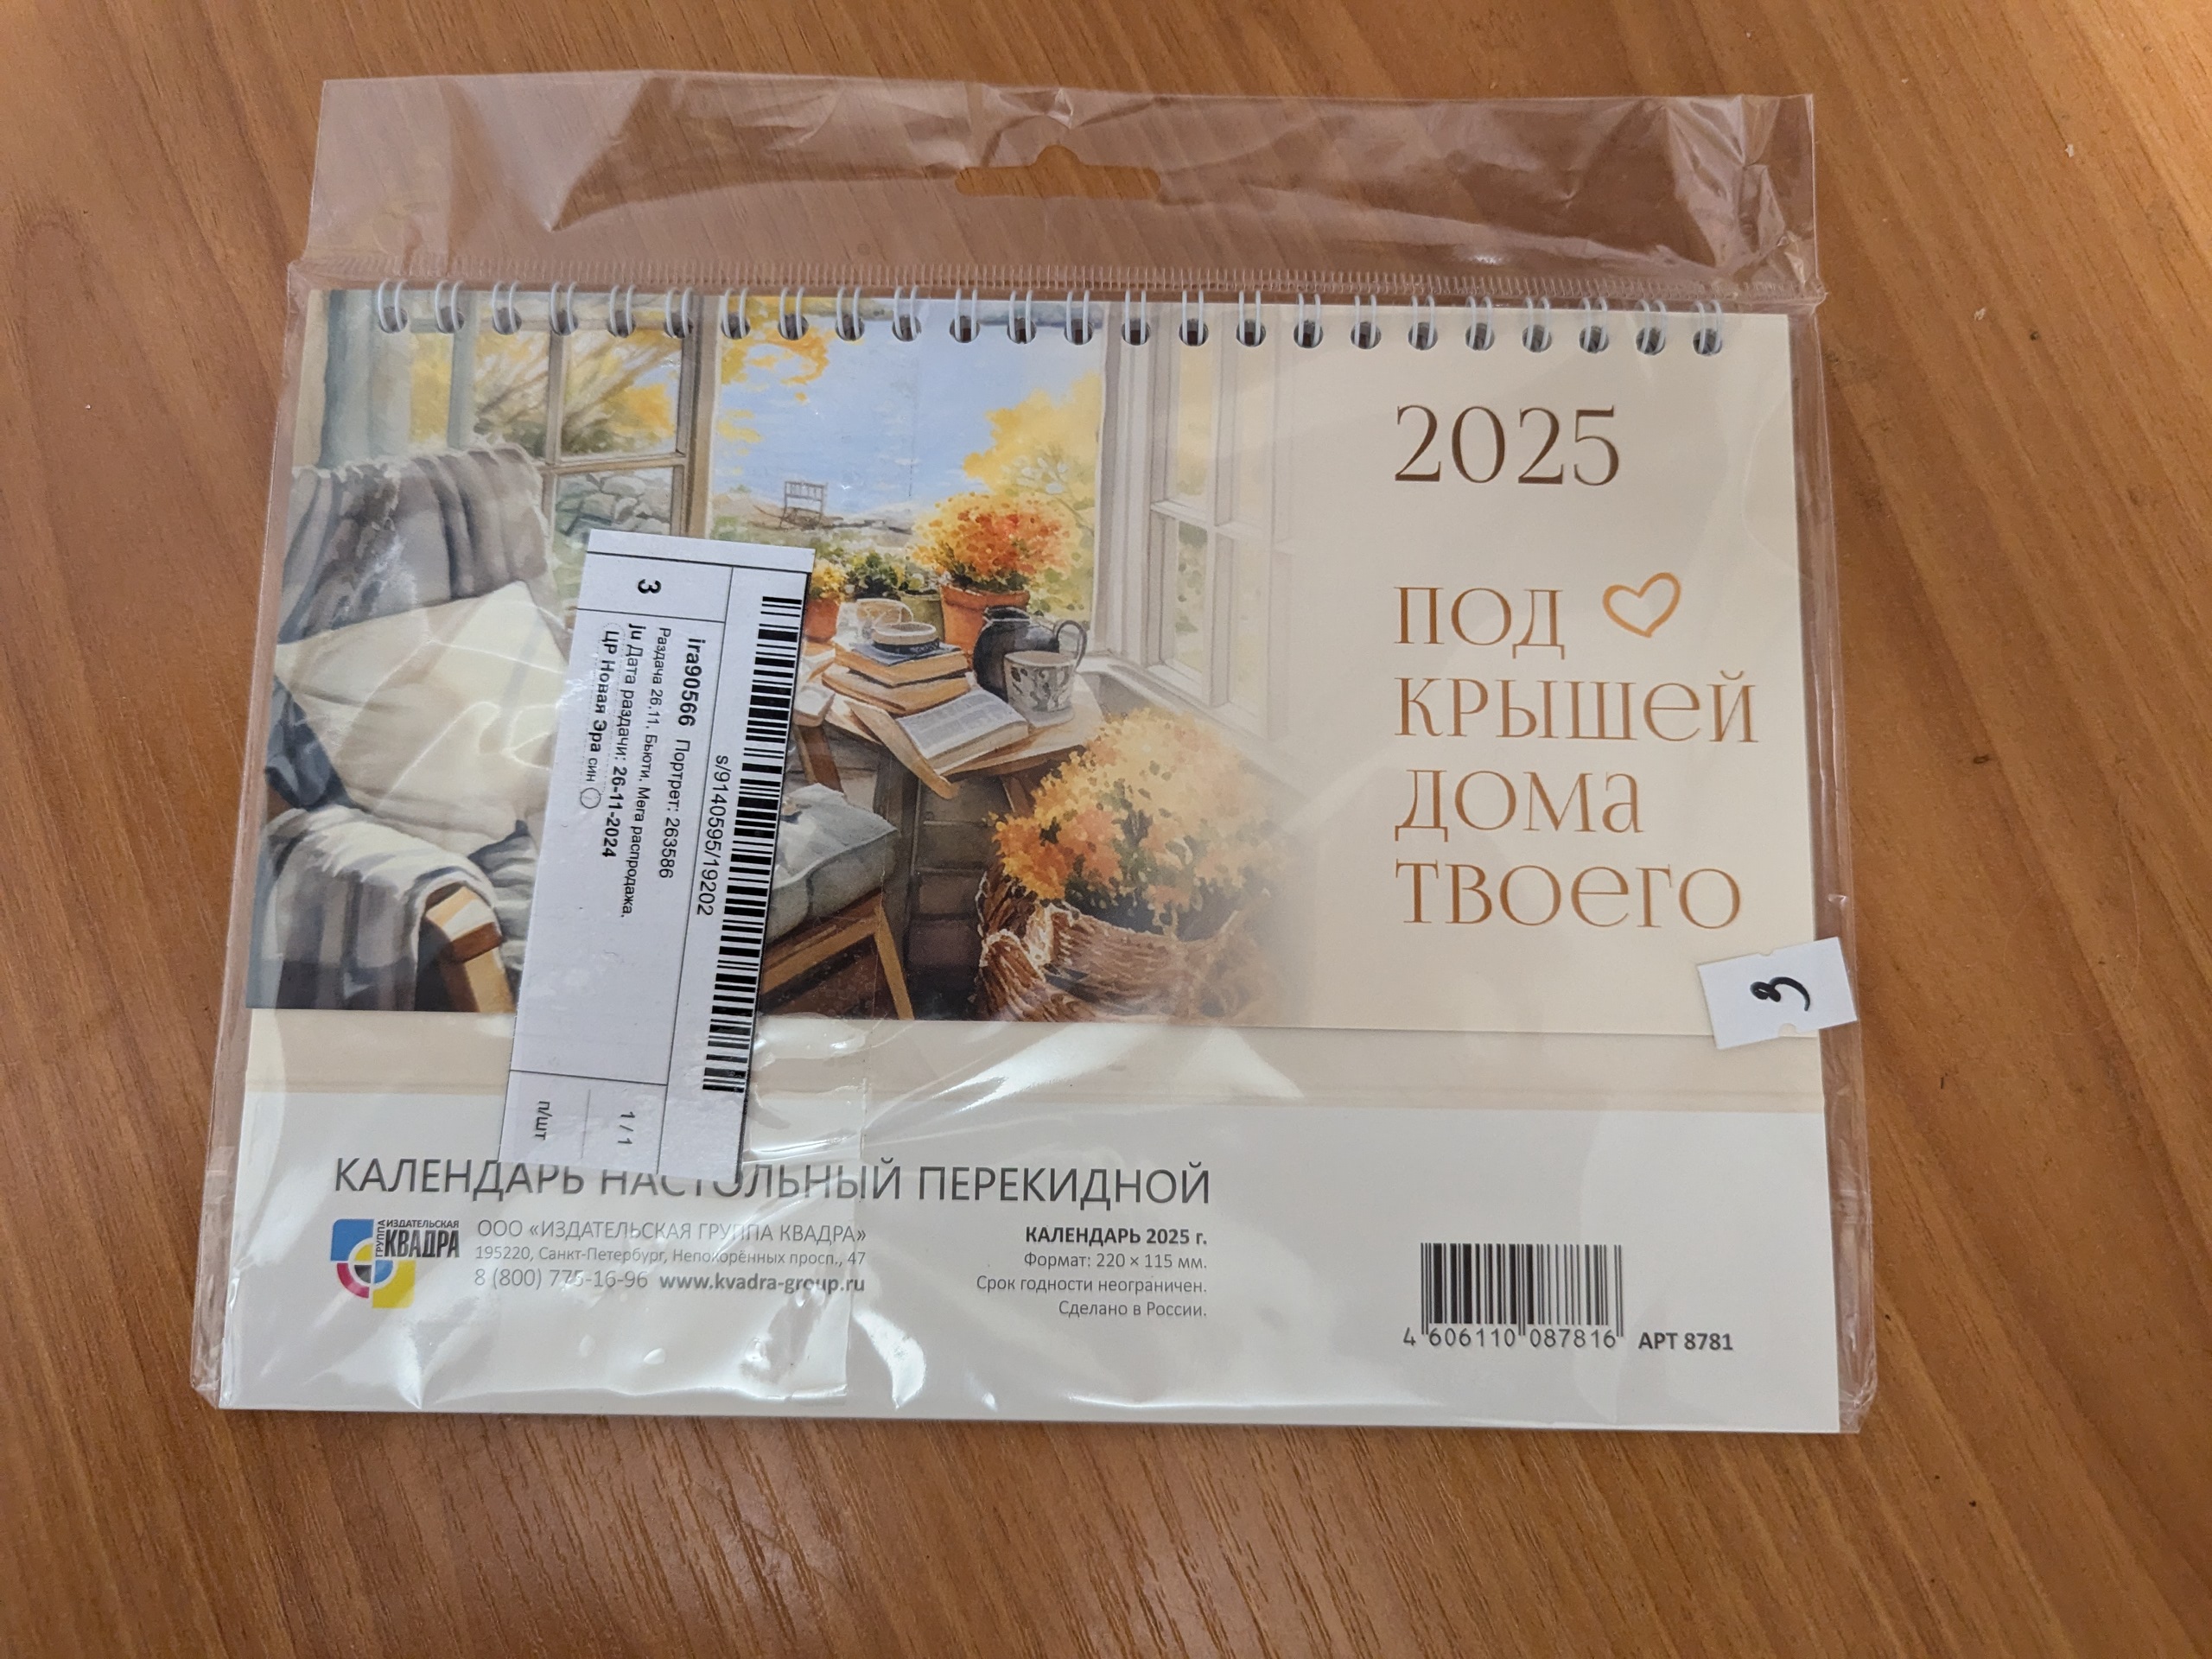 2025
ПОД
КРЫШЕЙ
ДОМА
ТВОЕГО
3
s/9140595/19202
3
ira90566 Портрет: 263586
Раздача 26.11. Бьюти. Мега распродажа.
ju Дата раздачи: 26-11-2024
ЦР Новая Эра син
1 / 1
п/шт
КАЛЕНДАРЬ НАСТОЛЬНЫЙ ПЕРЕКИДНОЙ
ИЗДАТЕЛЬСКАЯ
ГРУППА
КВАДРА
ООО «ИЗДАТЕЛЬСКАЯ ГРУППА КВАДРА»
195220, Санкт-Петербург, Непокорённых просп., 47
8 (800) 775-16-96 www.kvadra-group.ru
КАЛЕНДАРЬ 2025 г.
Формат: 220 × 115 мм.
Срок годности неограничен.
Сделано в России.
4 606110 087816 АРТ 8781